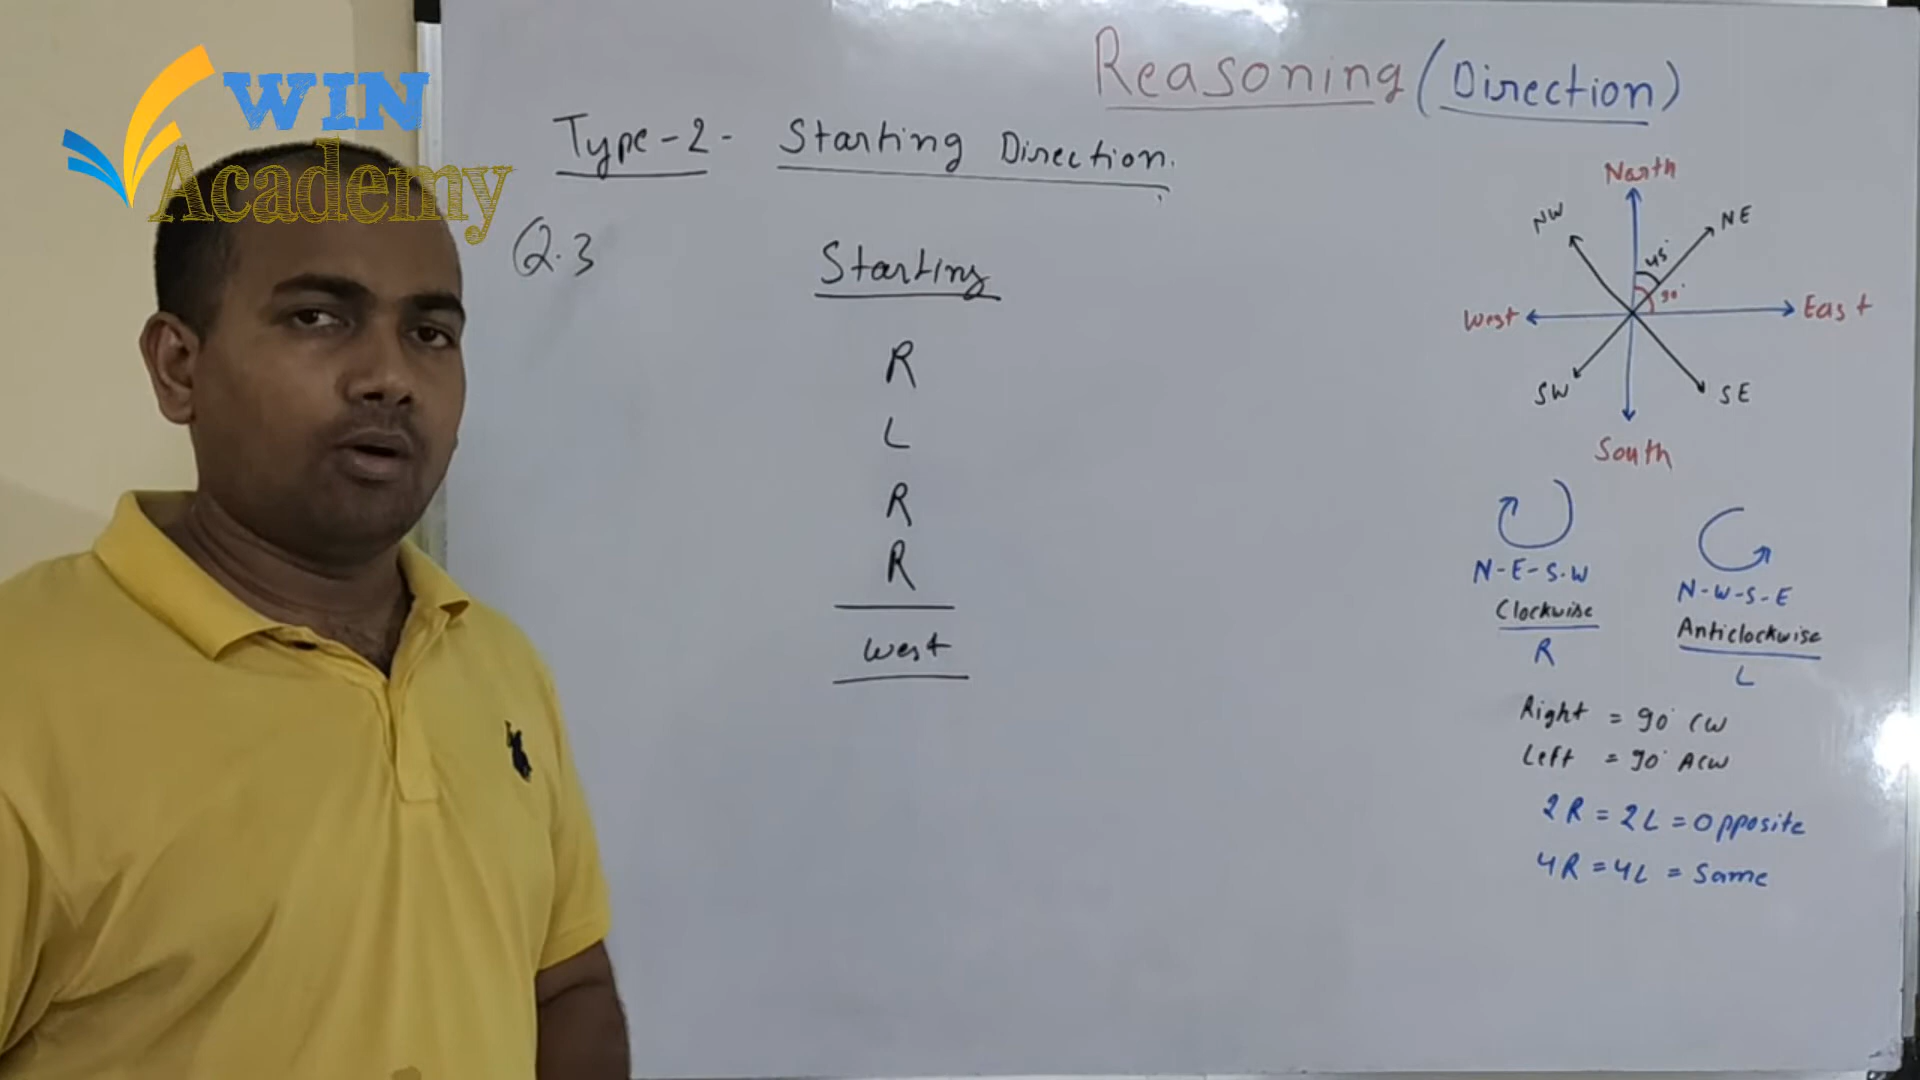 WIN
Academy
Reasoning (Direction)
Type-2- Starting Direction.
Q.3
Starting
R
L
R
R
West
North
NW
NE
45°
90°
West
East
SW
SE
South
N-E-S-W
Clockwise
R
N-W-S-E
Anticlockwise
L
Right = 90° CW
Left = 90° ACW
2R = 2L = Opposite
4R = 4L = Same